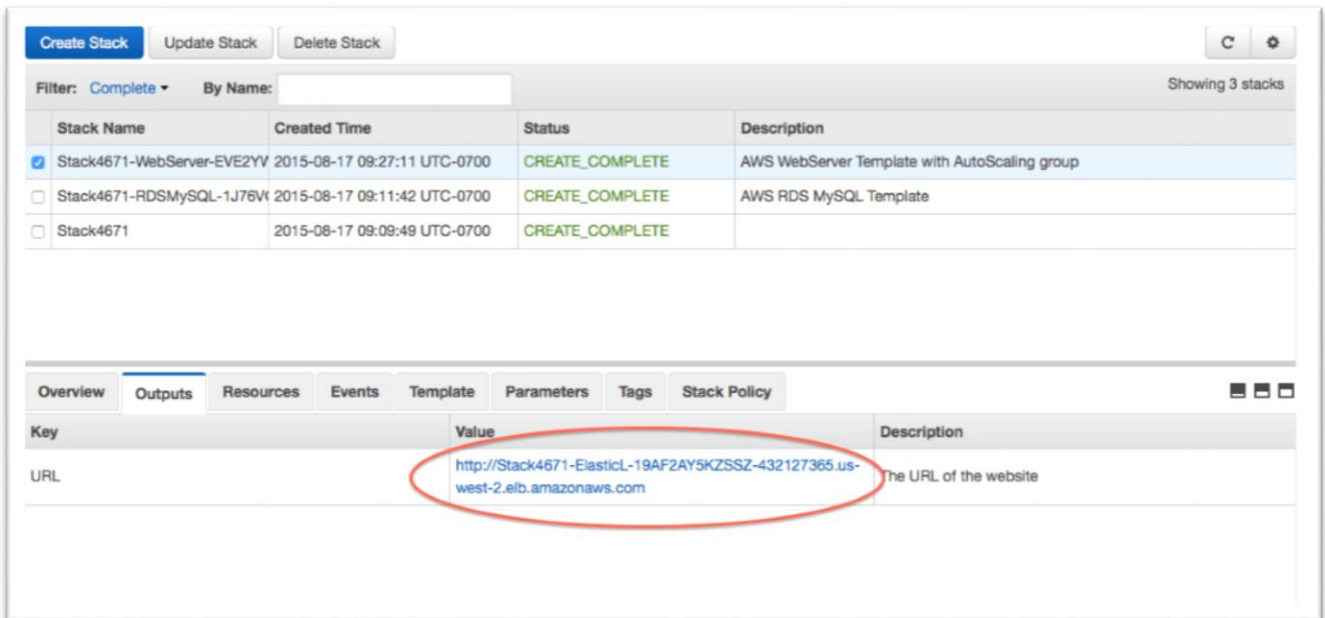 Create Stack Update Stack Delete Stack
Filter: Complete By Name: Showing 3 stacks
Stack Name Created Time Status Description
Stack4671-WebServer-EVE2YV 2015-08-17 09:27:11 UTC-0700 CREATE_COMPLETE AWS WebServer Template with AutoScaling group
Stack4671-RDSMySQL-1J76V 2015-08-17 09:11:42 UTC-0700 CREATE_COMPLETE AWS RDS MySQL Template
Stack4671 2015-08-17 09:09:49 UTC-0700 CREATE_COMPLETE
Overview Outputs Resources Events Template Parameters Tags Stack Policy
Key Value Description
URL http://Stack4671-ElasticL-19AF2AY5KZSSZ-432127365.us- The URL of the website
west-2.elb.amazonaws.com